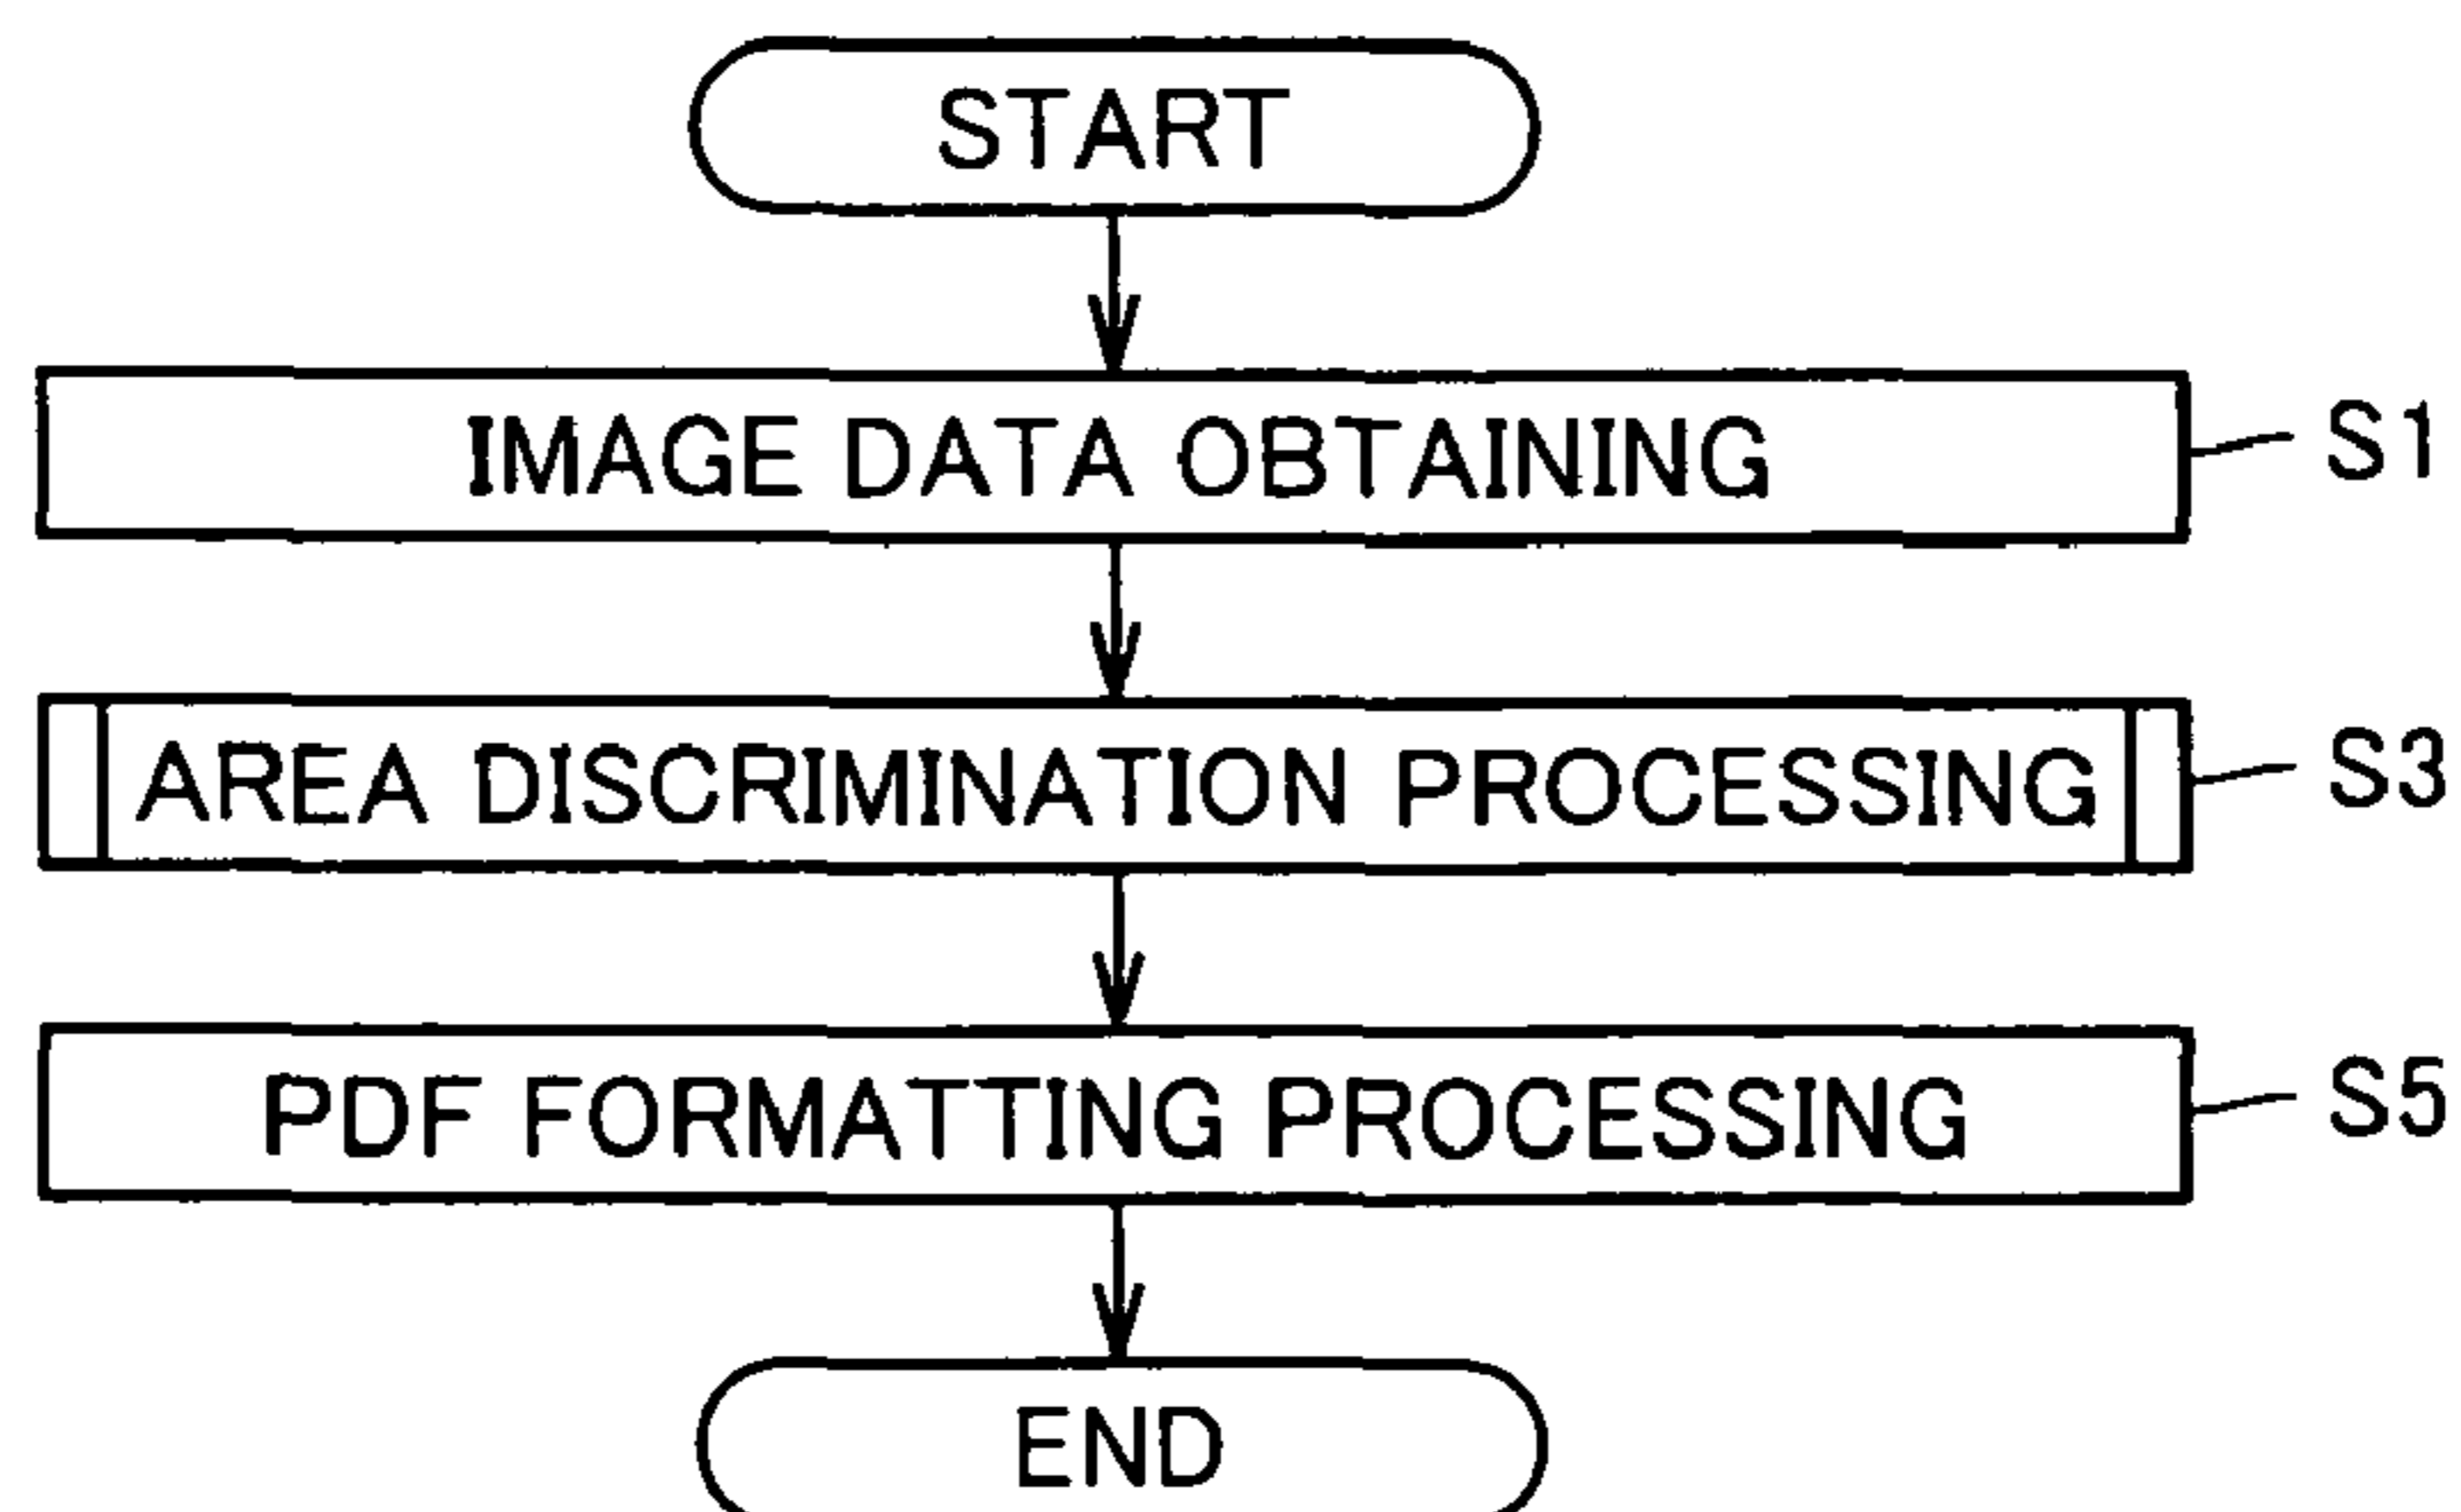 START
IMAGE DATA OBTAINING S1
AREA DISCRIMINATION PROCESSING S3
PDF FORMATTING PROCESSING S5
END